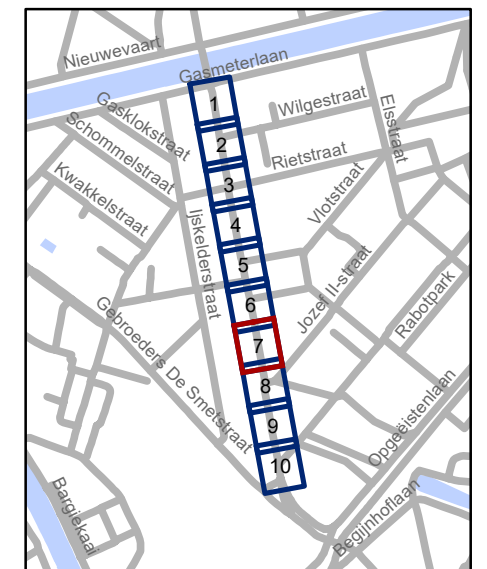 Nieuwevaart
Gasmeterlaan
Gasklokstraat
Schommelstraat
Kwakkelstraat
Wilgestraat
Elsstraat
Rietstraat
Vlotstraat
Ijskelderstraat
Jozef II-straat
Rabotpark
Gebroeders De Smetstraat
Opgeëistenlaan
Begijnhoflaan
Bargiekaai
1
2
3
4
5
6
7
8
9
10